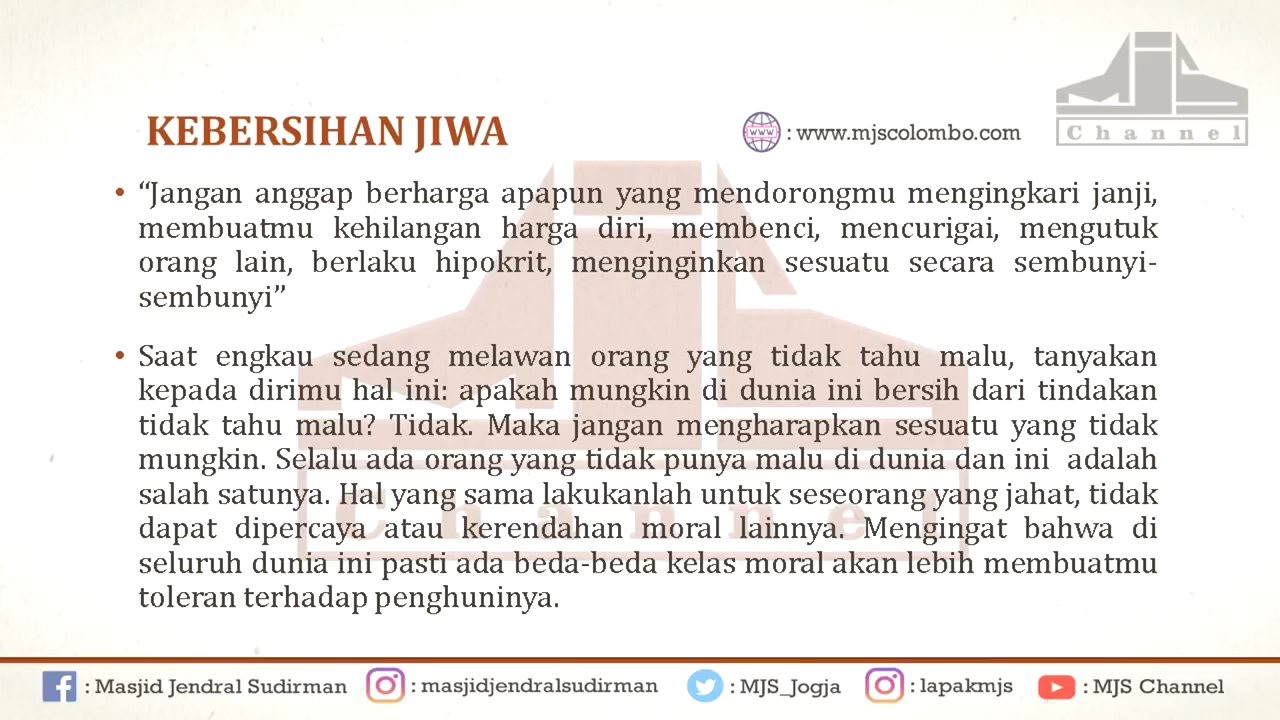 MJS
Channel
KEBERSIHAN JIWA
www : www.mjscolombo.com
• “Jangan anggap berharga apapun yang mendorongmu mengingkari janji,
membuatmu kehilangan harga diri, membenci, mencurigai, mengutuk
orang lain, berlaku hipokrit, menginginkan sesuatu secara sembunyi-
sembunyi”
• Saat engkau sedang melawan orang yang tidak tahu malu, tanyakan
kepada dirimu hal ini: apakah mungkin di dunia ini bersih dari tindakan
tidak tahu malu? Tidak. Maka jangan mengharapkan sesuatu yang tidak
mungkin. Selalu ada orang yang tidak punya malu di dunia dan ini adalah
salah satunya. Hal yang sama lakukanlah untuk seseorang yang jahat, tidak
dapat dipercaya atau kerendahan moral lainnya. Mengingat bahwa di
seluruh dunia ini pasti ada beda-beda kelas moral akan lebih membuatmu
toleran terhadap penghuninya.
Channel
: Masjid Jendral Sudirman : masjidjendralsudirman : MJS_Jogja : lapakmjs : MJS Channel